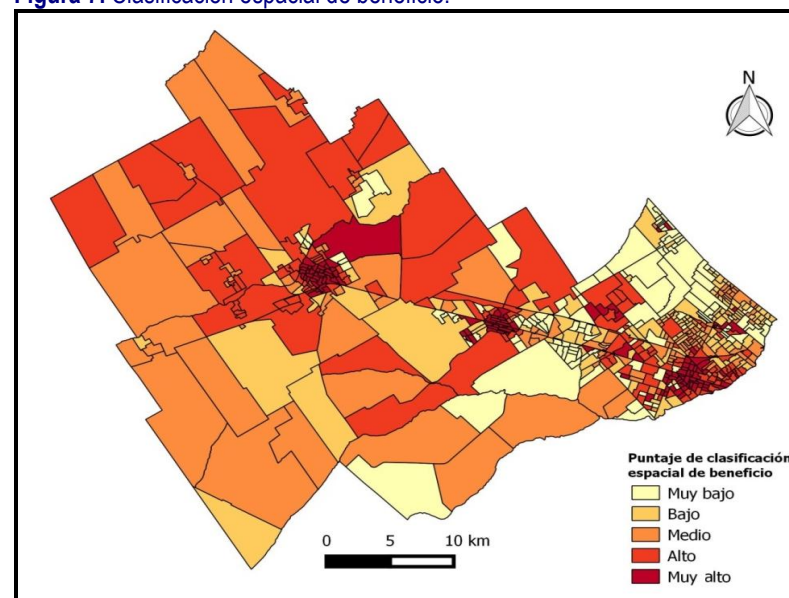 Figura 1. Clasificación espacial de beneficio.
N
Puntaje de clasificación
espacial de beneficio
Muy bajo
Bajo
Medio
Alto
Muy alto
0 5 10 km